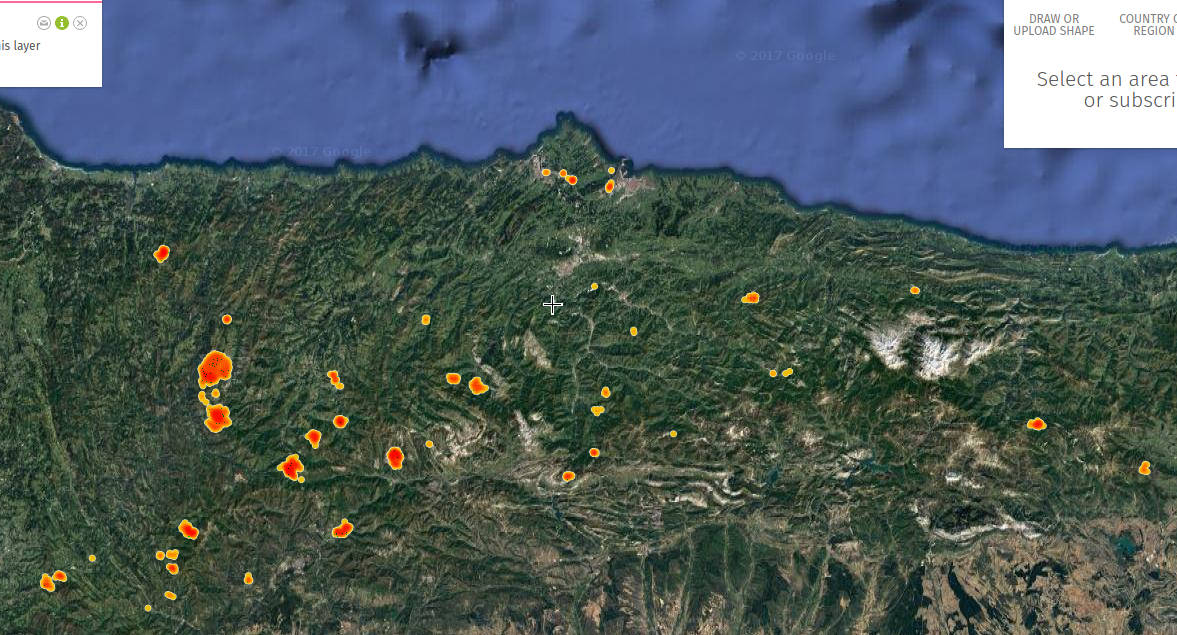 is layer
DRAW OR
UPLOAD SHAPE
COUNTRY
REGION
Select an area
or subscri
© 2017 Google
© 2017 Google